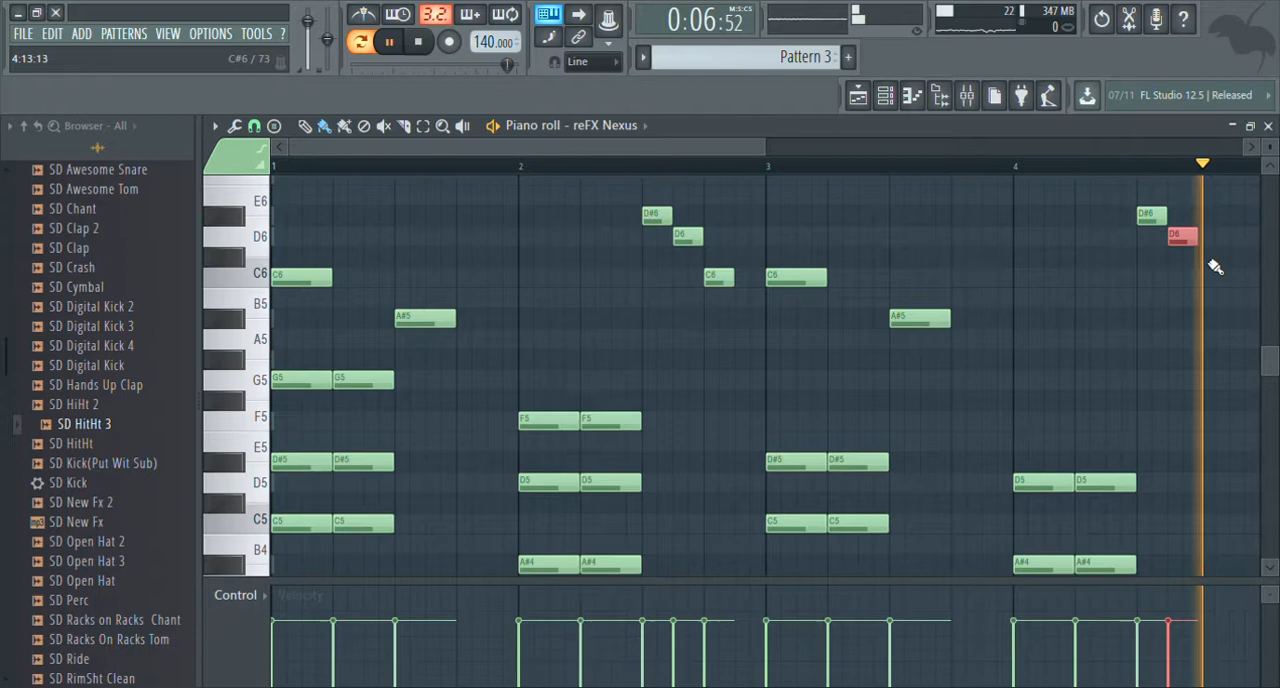 3.2
140.000
0:06:52
M:S:CS
22
347 MB
0
FILE EDIT ADD PATTERNS VIEW OPTIONS TOOLS ?
4:13:13
C#6 / 73
Line
Pattern 3
07/11 FL Studio 12.5 | Released
Browser - All
Piano roll - reFX Nexus
1
2
3
4
SD Awesome Snare
SD Awesome Tom
SD Chant
SD Clap 2
SD Clap
SD Crash
SD Cymbal
SD Digital Kick 2
SD Digital Kick 3
SD Digital Kick 4
SD Digital Kick
SD Hands Up Clap
SD HiHt 2
SD HitHt 3
SD HitHt
SD Kick(Put Wit Sub)
SD Kick
SD New Fx 2
SD New Fx
SD Open Hat 2
SD Open Hat 3
SD Open Hat
SD Perc
SD Racks on Racks Chant
SD Racks On Racks Tom
SD Ride
SD RimSht Clean
E6
D6
C6
B5
A5
G5
F5
E5
D5
C5
B4
D#6
D#6
D6
D6
C6
C6
C6
A#5
A#5
G5
G5
F5
F5
D#5
D#5
D#5
D#5
D5
D5
D5
D5
C5
C5
C5
C5
A#4
A#4
A#4
A#4
Control
Velocity